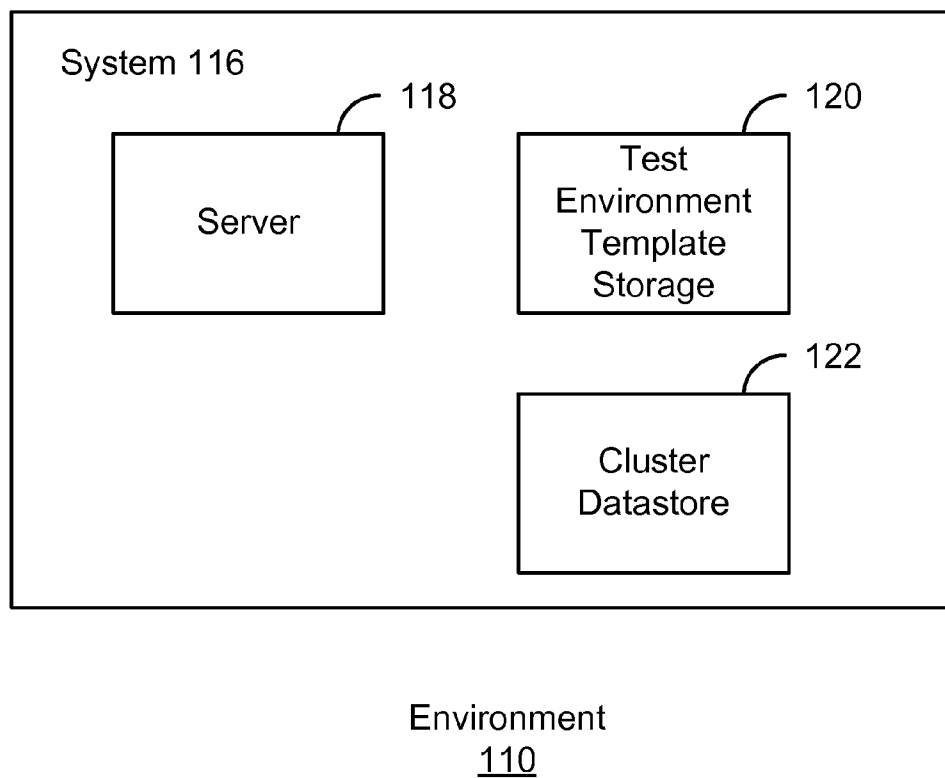 System 116
118
120
Server
Test
Environment
Template
Storage
122
Cluster
Datastore
Environment
110